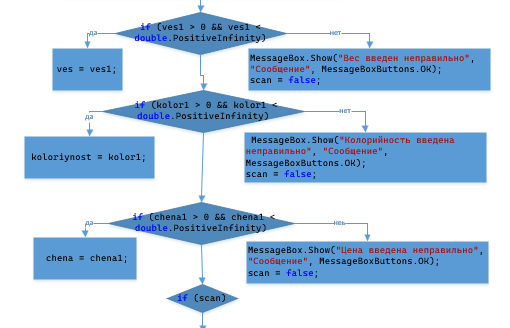 if (ves1 > 0 && ves1 <
double.PositiveInfinity)
да
нет
ves = ves1;
MessageBox.Show("Вес введен неправильно",
"Сообщение", MessageBoxButtons.OK);
scan = false;
if (kolor1 > 0 && kolor1 <
double.PositiveInfinity)
да
нет
koloriynost = kolor1;
MessageBox.Show("Колорийность введена
неправильно", "Сообщение",
MessageBoxButtons.OK);
scan = false;
if (chena1 > 0 && chena1 <
double.PositiveInfinity)
да
chena = chena1;
MessageBox.Show("Цена введена неправильно",
"Сообщение", MessageBoxButtons.OK);
scan = false;
if (scan)